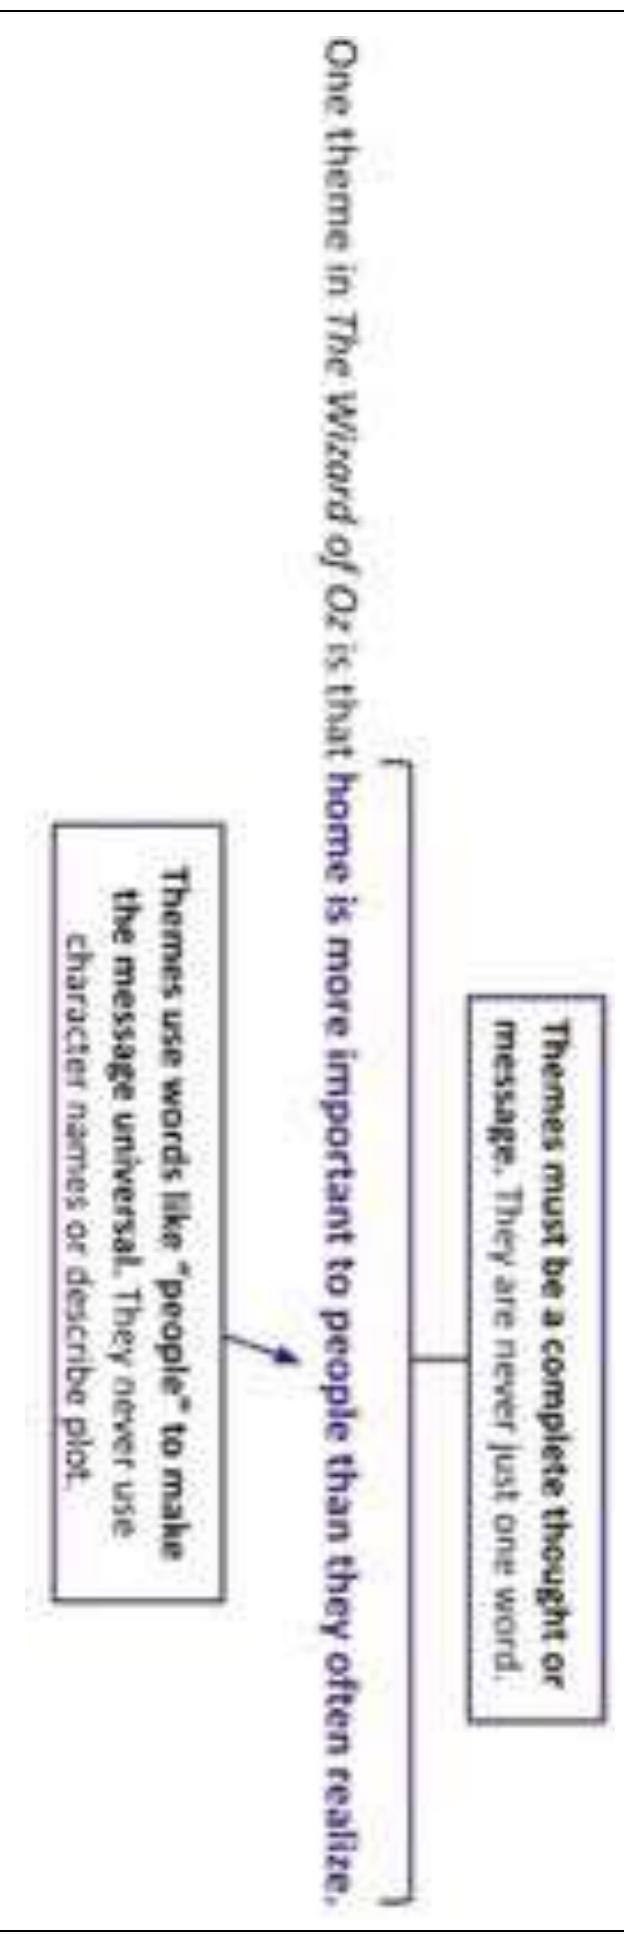 Themes must be a complete thought or
message. They are never just one word.
One theme in The Wizard of Oz is that home is more important to people than they often realize.
Themes use words like "people" to make
the message universal. They never use
character names or describe plot.